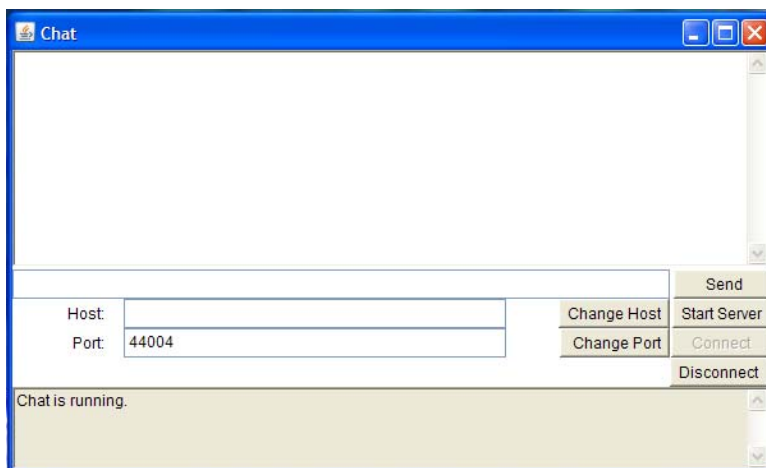 Chat
Send
Host: Change Host Start Server
Port: 44004 Change Port Connect
Disconnect
Chat is running.